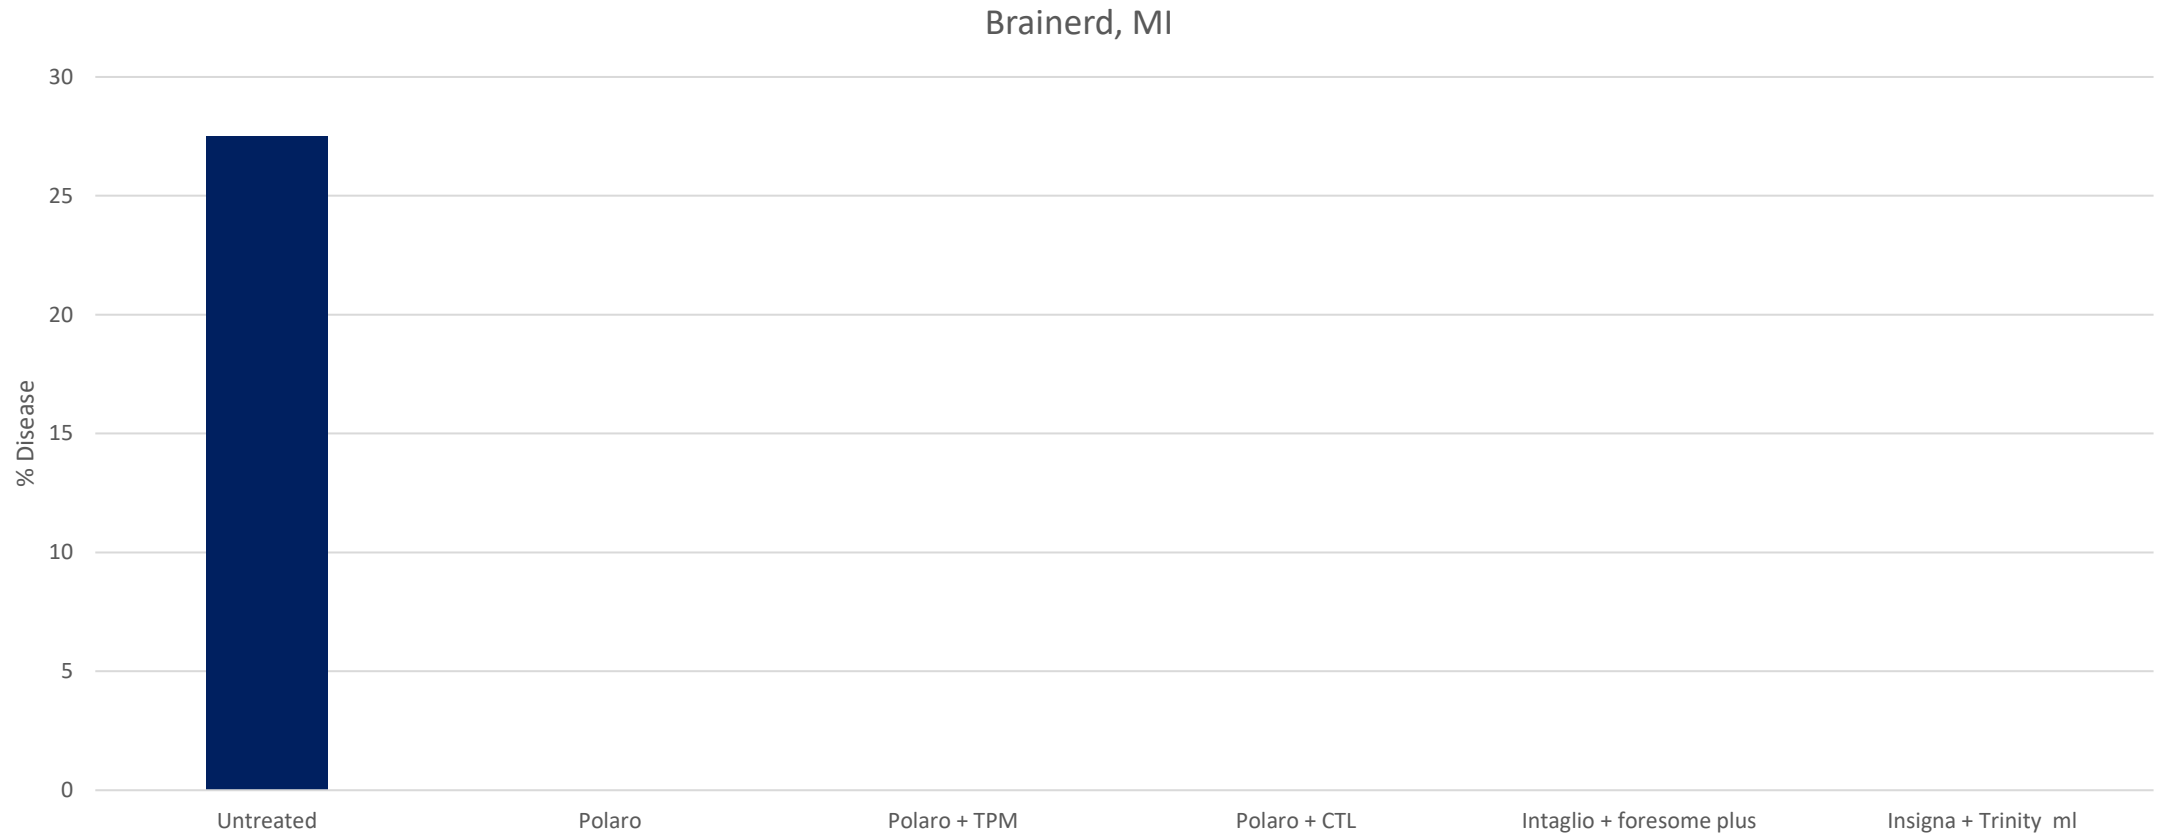 Brainerd, MI
% Disease
30
25
20
15
10
5
0
Untreated
Polaro
Polaro + TPM
Polaro + CTL
Intaglio + foresome plus
Insigna + Trinity  ml